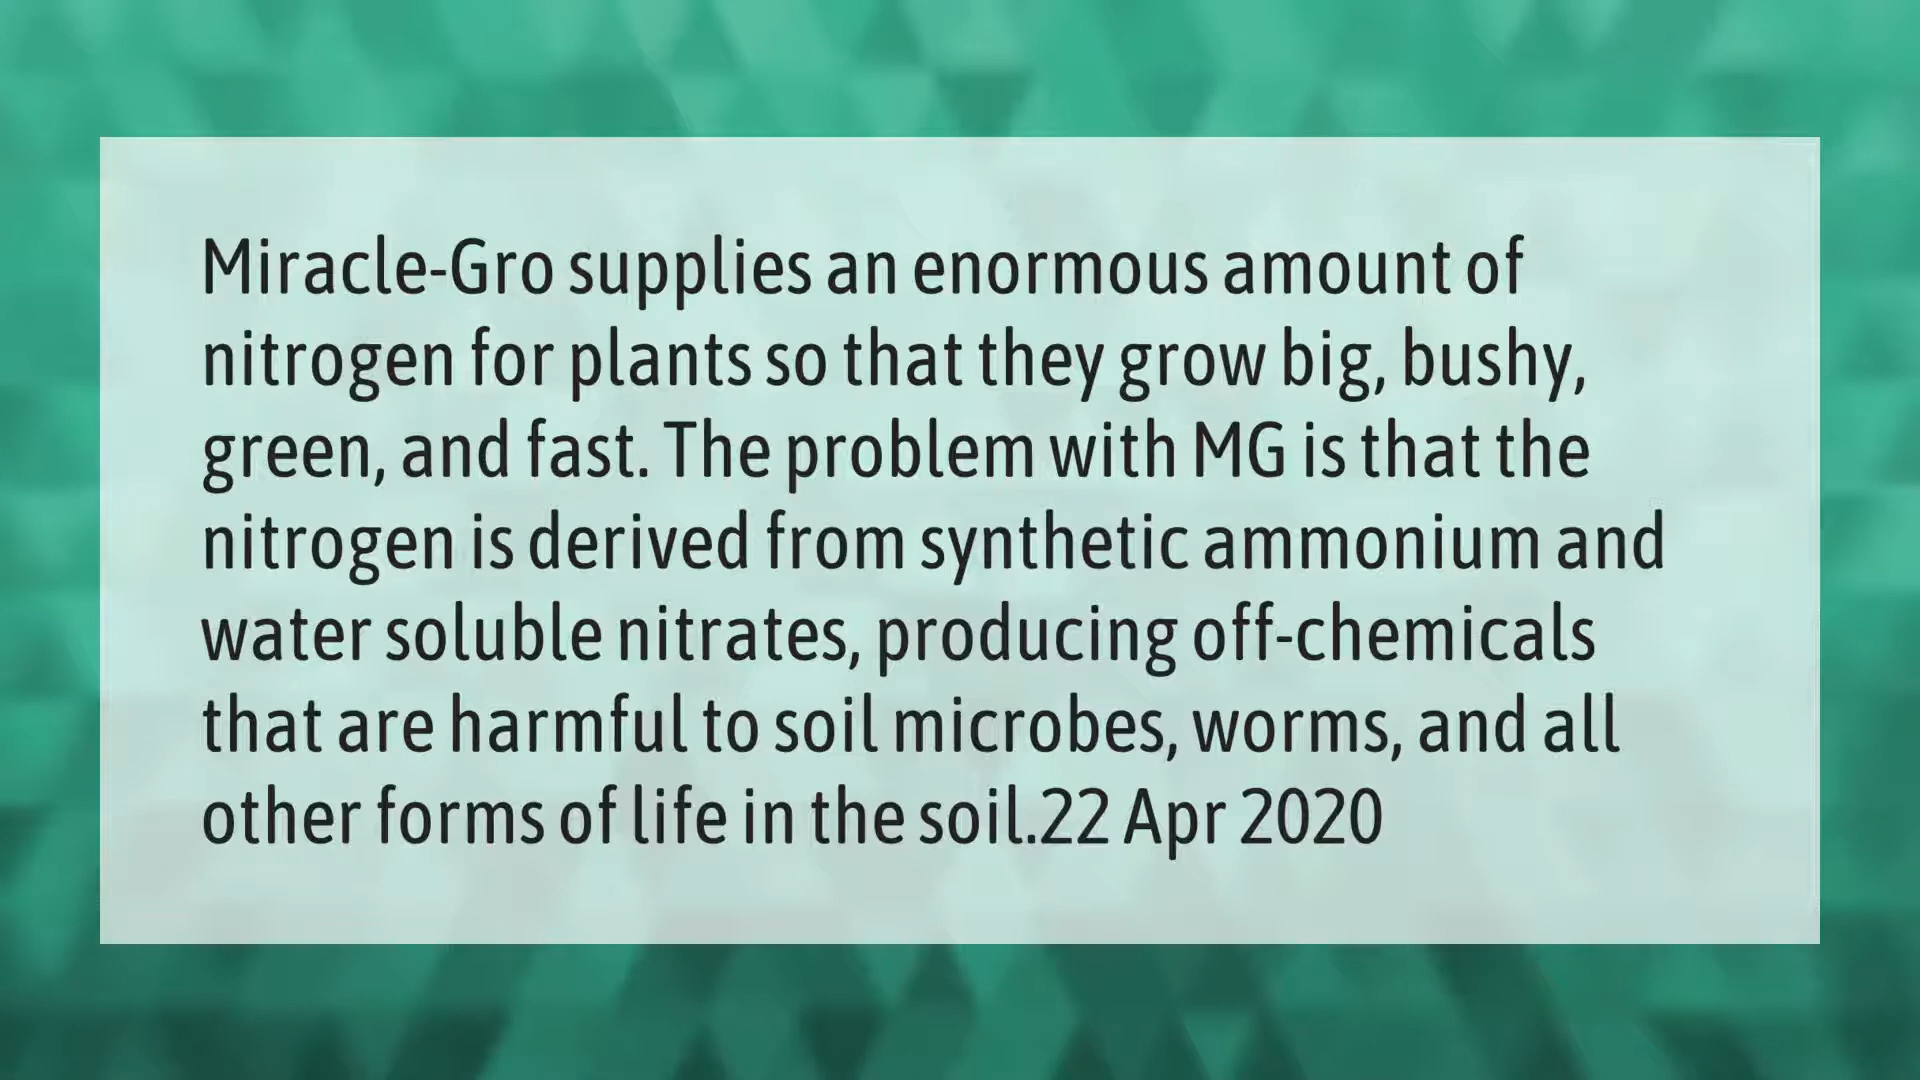 Miracle-Gro supplies an enormous amount of
nitrogen for plants so that they grow big, bushy,
green, and fast. The problem with MG is that the
nitrogen is derived from synthetic ammonium and
water soluble nitrates, producing off-chemicals
that are harmful to soil microbes, worms, and all
other forms of life in the soil.22 Apr 2020